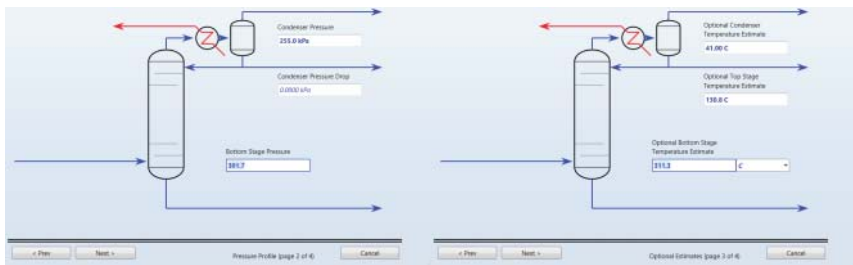 Condenser Pressure
255.0 kPa
Condenser Pressure Drop
0.0000 kPa
Bottom Stage Pressure
301.7
< Prev
Next >
Pressure Profile (page 2 of 4)
Cancel
Optional Condenser
Temperature Estimate
41.00 C
Optional Top Stage
Temperature Estimate
130.0 C
Optional Bottom Stage
Temperature Estimate
351.3
C
< Prev
Next >
Optional Estimates (page 3 of 4)
Cancel